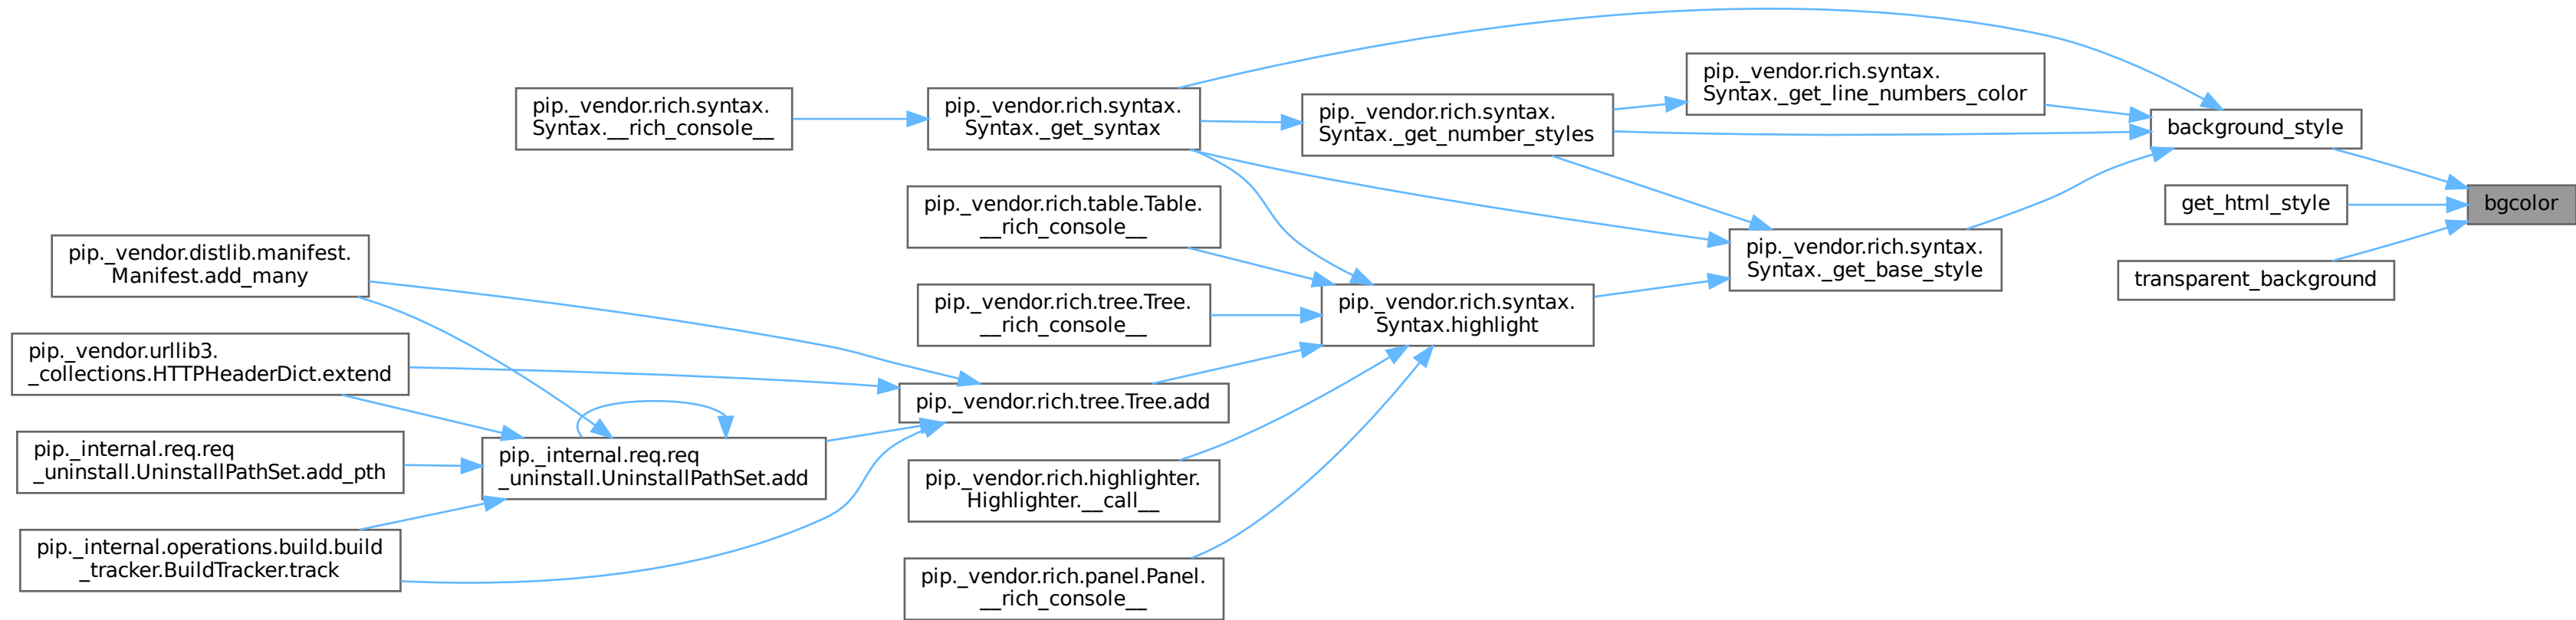 pip._vendor.rich.syntax.
Syntax.__rich_console__
pip._vendor.rich.syntax.
Syntax._get_syntax
pip._vendor.rich.syntax.
Syntax._get_number_styles
pip._vendor.rich.syntax.
Syntax._get_line_numbers_color
background_style
bgcolor
get_html_style
transparent_background
pip._vendor.rich.syntax.
Syntax._get_base_style
pip._vendor.rich.table.Table.
__rich_console__
pip._vendor.rich.tree.Tree.
__rich_console__
pip._vendor.rich.syntax.
Syntax.highlight
pip._vendor.distlib.manifest.
Manifest.add_many
pip._vendor.urllib3.
_collections.HTTPHeaderDict.extend
pip._vendor.rich.tree.Tree.add
pip._internal.req.req
_uninstall.UninstallPathSet.add_pth
pip._internal.req.req
_uninstall.UninstallPathSet.add
pip._vendor.rich.highlighter.
Highlighter.__call__
pip._internal.operations.build.build
_tracker.BuildTracker.track
pip._vendor.rich.panel.Panel.
__rich_console__